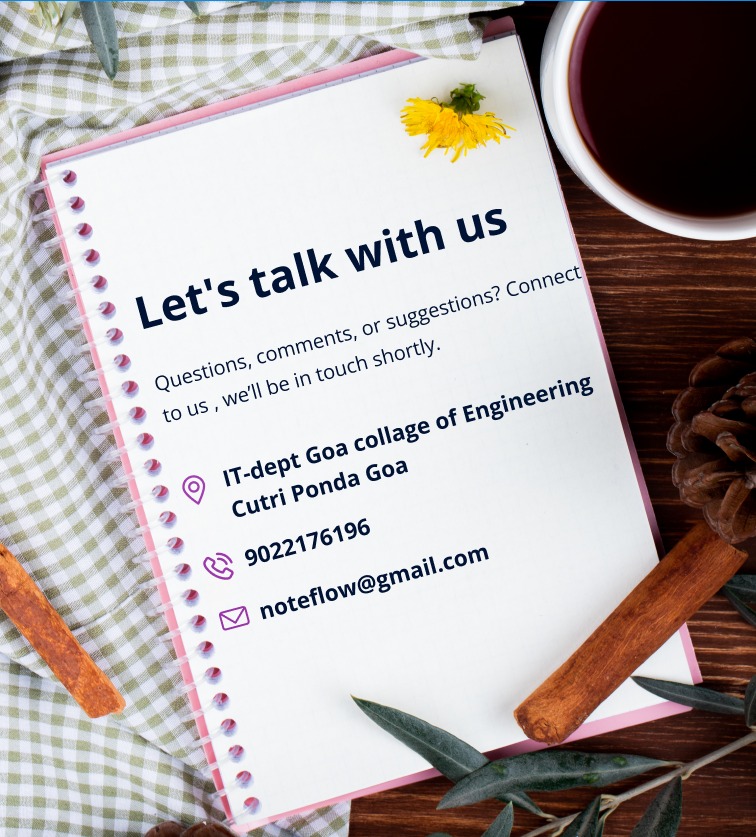 Let's talk with us
Questions, comments, or suggestions? Connect
to us , we'll be in touch shortly.
IT-dept Goa collage of Engineering
Cutri Ponda Goa
9022176196
noteflow@gmail.com